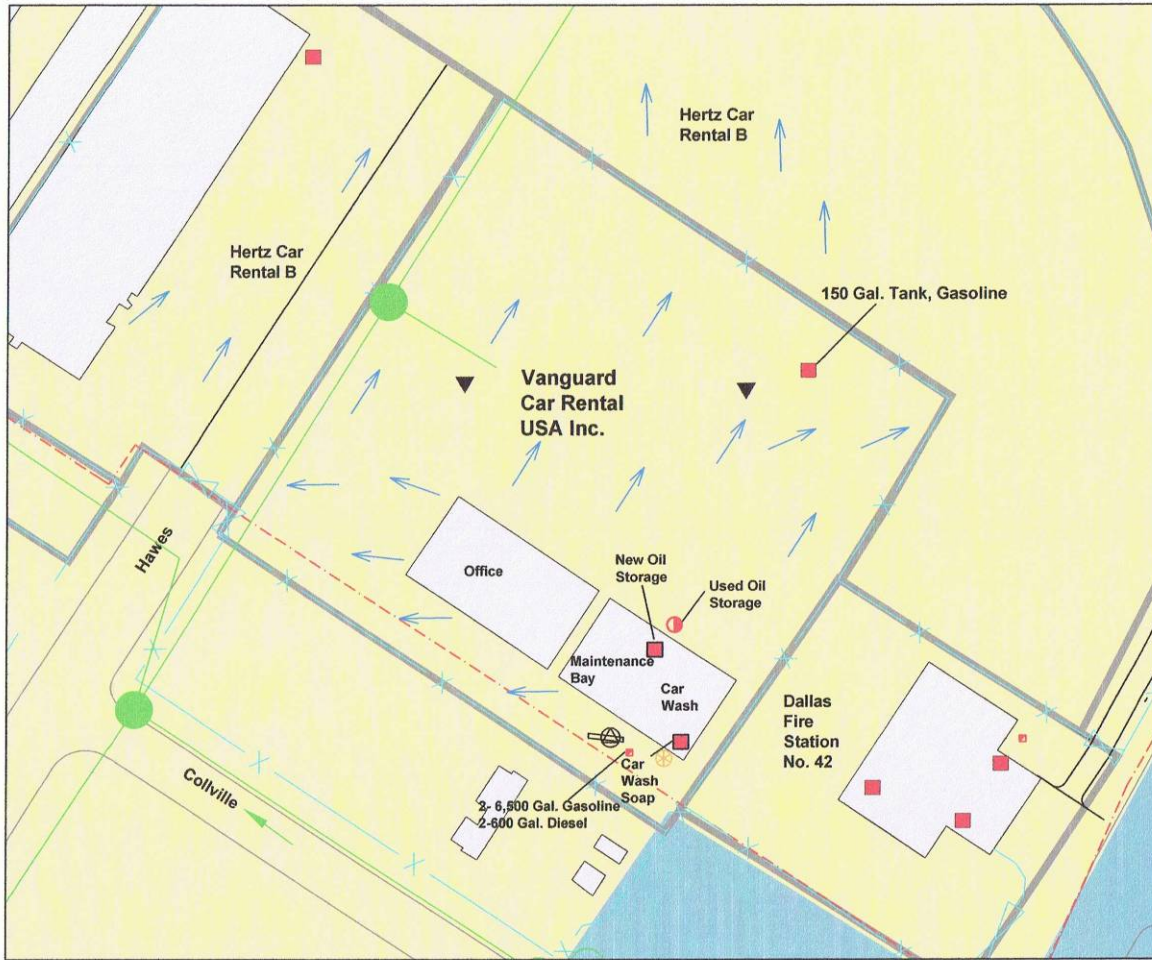 Hertz Car
Rental B
Hertz Car
Rental B
150 Gal. Tank, Gasoline
Vanguard
Car Rental
USA Inc.
Hawes
Office
New Oil
Storage
Used Oil
Storage
Maintenance
Bay
Car
Wash
Dallas
Fire
Station
No. 42
Car
Wash
Soap
2- 6,500 Gal. Gasoline
2-600 Gal. Diesel
Collville